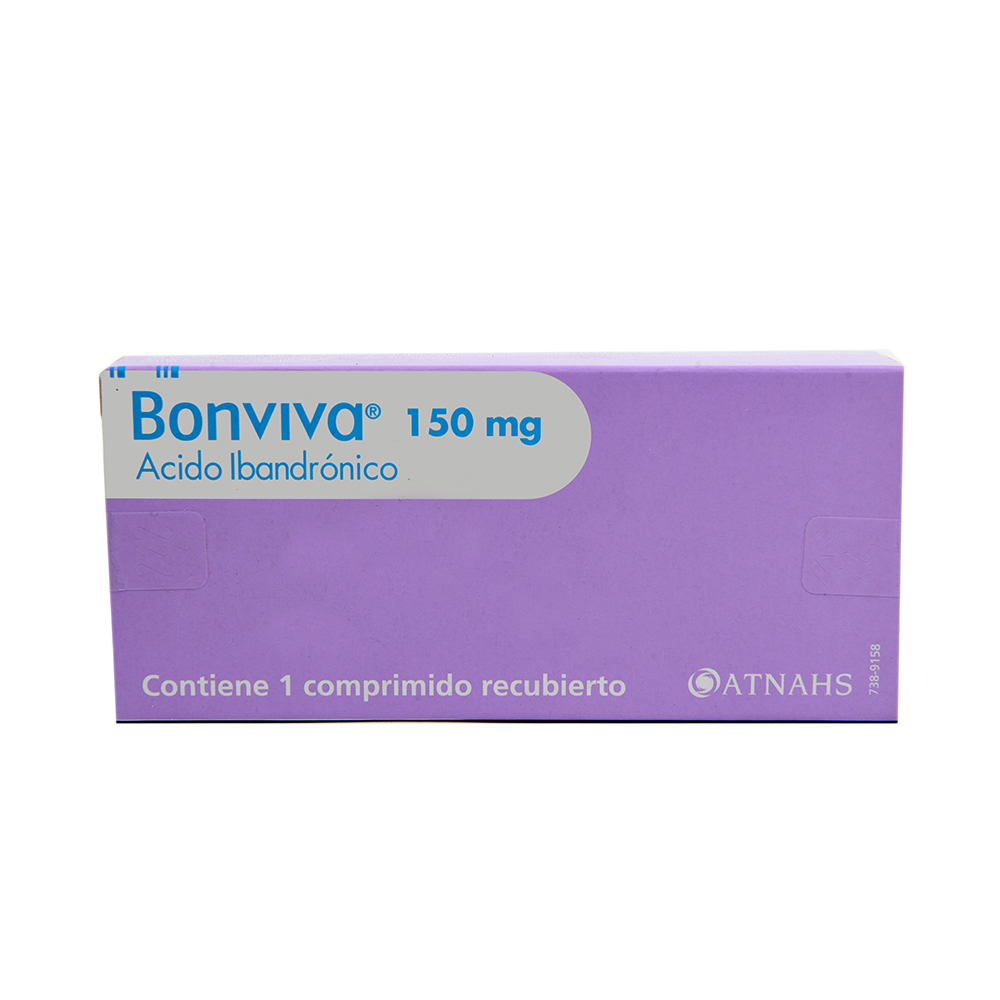 Bonviva® 150 mg
Acido Ibandrónico
Contiene 1 comprimido recubierto
ATNAHS
738-9158